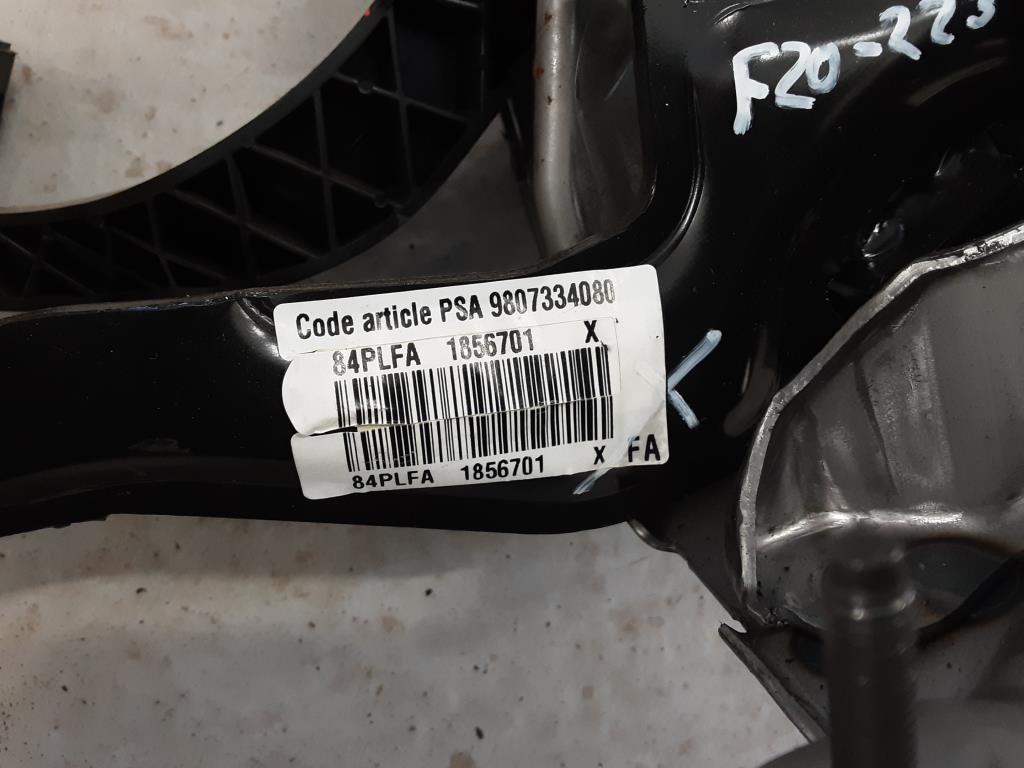 F20-223
Code article PSA 9807334080
84PLFA 1856701 X
84PLFA 1856701 X FA